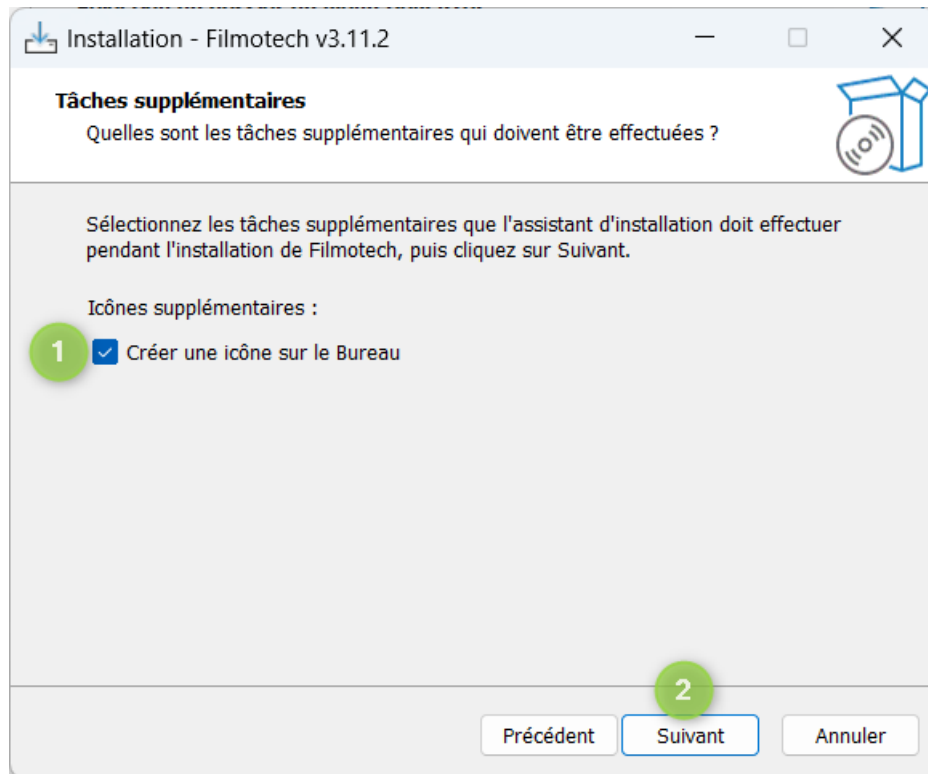 Installation - Filmotech v3.11.2
Tâches supplémentaires
Quelles sont les tâches supplémentaires qui doivent être effectuées ?
Sélectionnez les tâches supplémentaires que l'assistant d'installation doit effectuer
pendant l'installation de Filmotech, puis cliquez sur Suivant.
Icônes supplémentaires :
1 Créer une icône sur le Bureau
2
Précédent Suivant Annuler